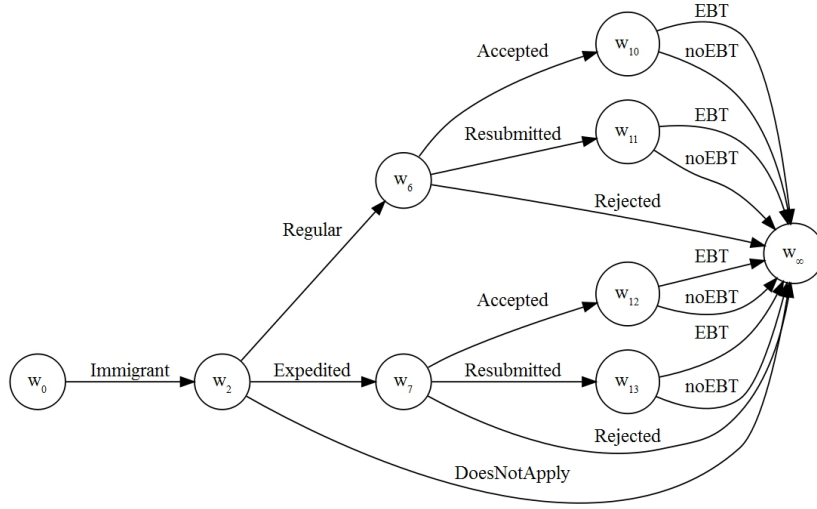 EBT
w10
noEBT
Accepted
EBT
Resubmitted
w11
noEBT
w6
Rejected
Regular
w∞
EBT
Accepted
w12
noEBT
EBT
w0
Immigrant
w2
Expedited
w7
Resubmitted
w13
noEBT
Rejected
DoesNotApply